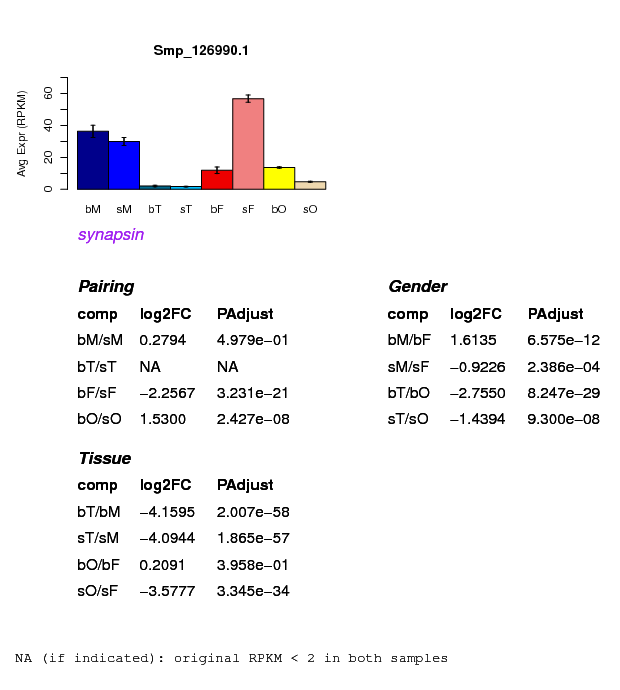 Smp_126990.1
Avg Expr (RPKM)
0 20 40 60
bM sM bT sT bF sF bO sO
synapsin
Pairing
comp log2FC PAdjust
bM/sM 0.2794 4.979e−01
bT/sT NA NA
bF/sF −2.2567 3.231e−21
bO/sO 1.5300 2.427e−08
Gender
comp log2FC PAdjust
bM/bF 1.6135 6.575e−12
sM/sF −0.9226 2.386e−04
bT/bO −2.7550 8.247e−29
sT/sO −1.4394 9.300e−08
Tissue
comp log2FC PAdjust
bT/bM −4.1595 2.007e−58
sT/sM −4.0944 1.865e−57
bO/bF 0.2091 3.958e−01
sO/sF −3.5777 3.345e−34
NA (if indicated): original RPKM < 2 in both samples